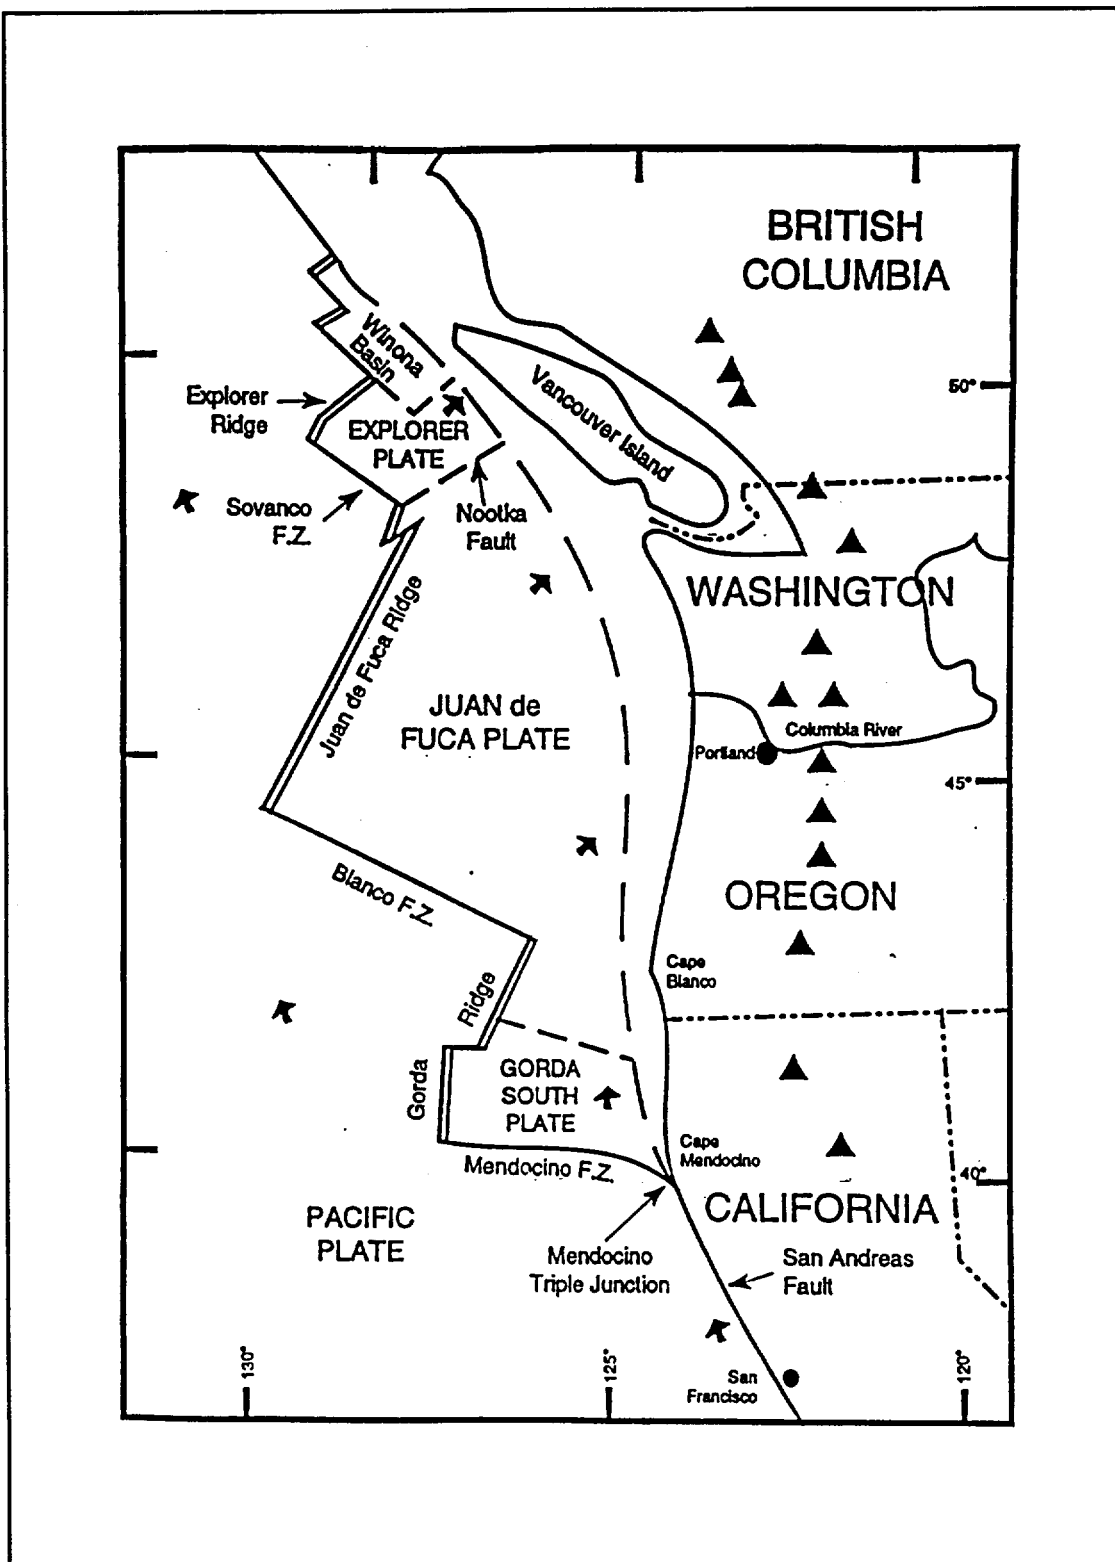 BRITISH
COLUMBIA
Winona
Basin
Vancouver Island
50°
Explorer
Ridge
EXPLORER
PLATE
Sovanco
F.Z.
Nootka
Fault
WASHINGTON
Juan de Fuca Ridge
JUAN de
FUCA PLATE
Columbia River
Portland
45°
Blanco F.Z.
OREGON
Cape
Blanco
Ridge
Gorda
GORDA
SOUTH
PLATE
Cape
Mendocino
Mendocino F.Z.
40°
CALIFORNIA
PACIFIC
PLATE
Mendocino
Triple Junction
San Andreas
Fault
130°
125°
San
Francisco
120°